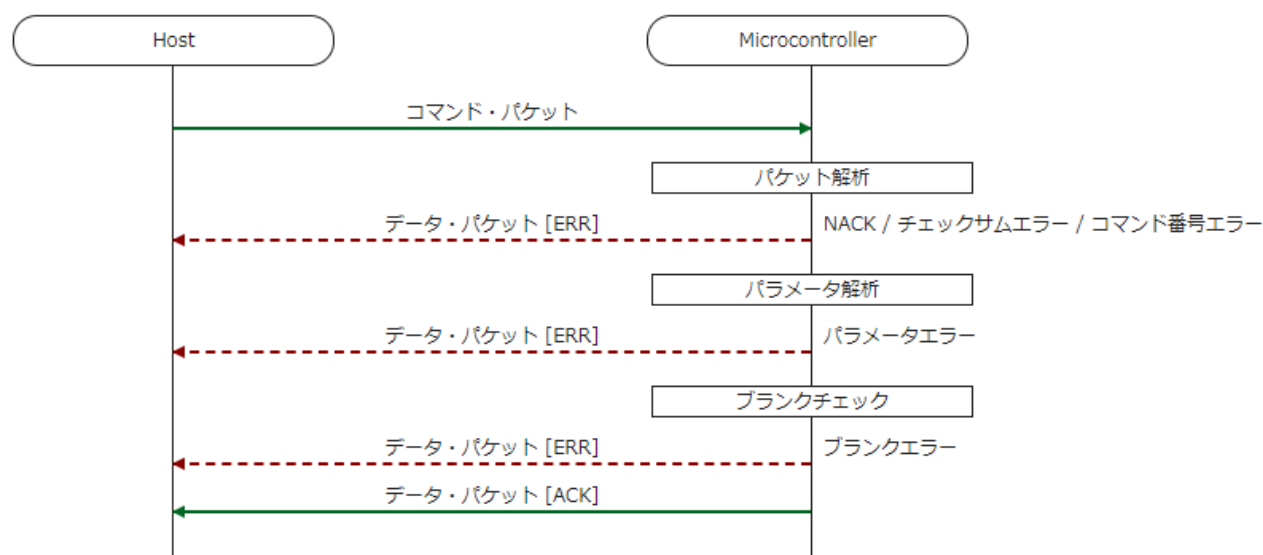 Host
Microcontroller
コマンド・パケット
パケット解析
データ・パケット [ERR]
NACK / チェックサムエラー / コマンド番号エラー
パラメータ解析
データ・パケット [ERR]
パラメータエラー
ブランクチェック
データ・パケット [ERR]
ブランクエラー
データ・パケット [ACK]